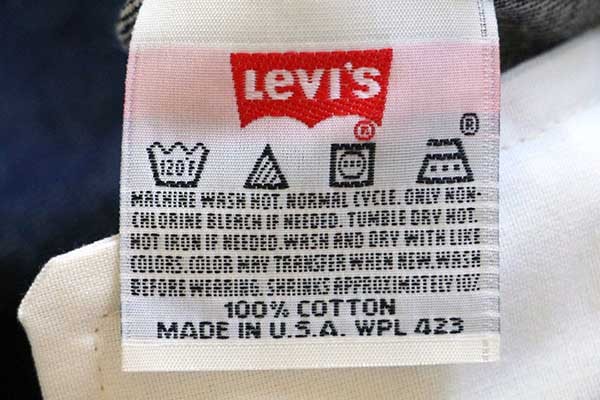 Levi's
®
®
120°
MACHINE WASH HOT. NORMAL CYCLE. ONLY NON-
CHLORINE BLEACH IF NEEDED. TUMBLE DRY HOT.
HOT IRON IF NEEDED. WASH AND DRY WITH LIKE
COLORS. COLOR MAY TRANSFER WHEN NEW. WASH
BEFORE WEARING. SHRINKS APPROXIMATELY 10%.
100% COTTON
MADE IN U.S.A. WPL 423